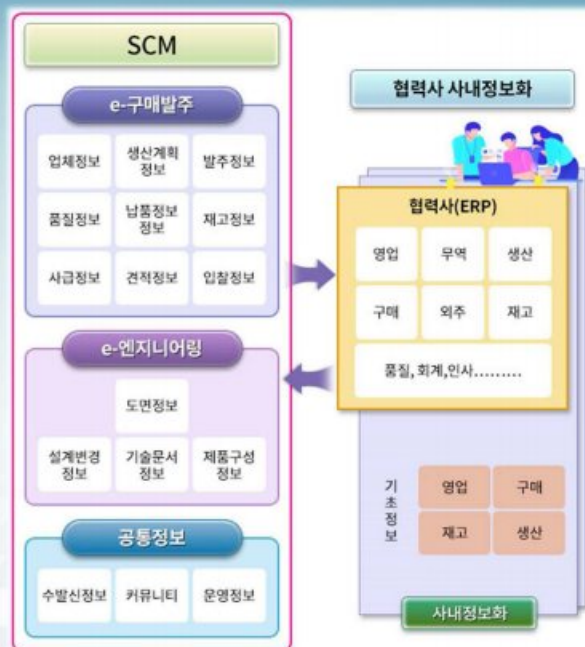 SCM
e-구매발주
업체정보
생산계획
정보
발주정보
품질정보
납품정보
정보
재고정보
사급정보
견적정보
입찰정보
e-엔지니어링
도면정보
설계변경
정보
기술문서
정보
제품구성
정보
공통정보
수발신정보
커뮤니티
운영정보
협력사 사내정보화
협력사(ERP)
영업
무역
생산
구매
외주
재고
품질, 회계,인사.........
기초정보
영업
구매
재고
생산
사내정보화